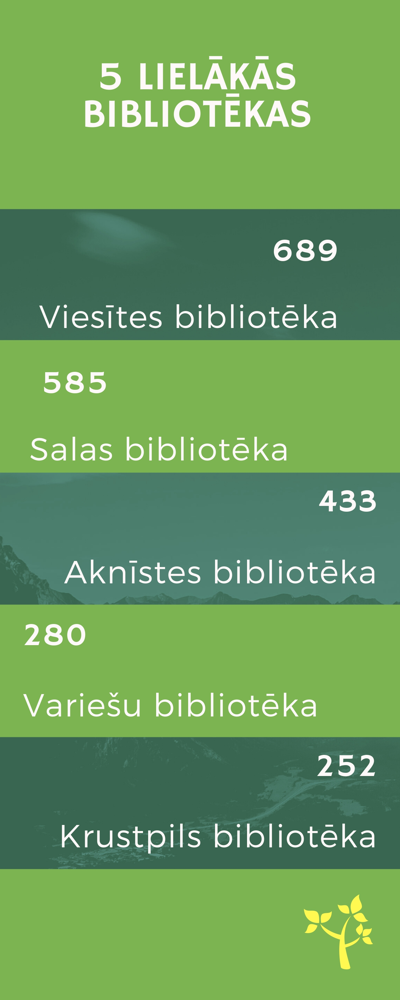 5 LIELĀKĀS
BIBLIOTĒKAS
689
Viesītes bibliotēka
585
Salas bibliotēka
433
Aknīstes bibliotēka
280
Variešu bibliotēka
252
Krustpils bibliotēka